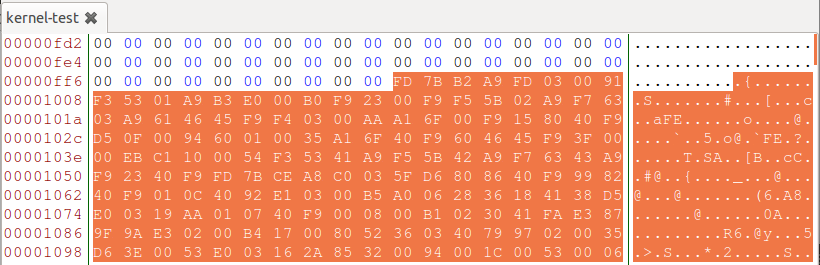 kernel-test
00000fd2 00 00 00 00 00 00 00 00 00 00 00 00 00 00 00 00 00 00 ..................
00000fe4 00 00 00 00 00 00 00 00 00 00 00 00 00 00 00 00 00 00 ..................
00000ff6 00 00 00 00 00 00 00 00 00 00 FD 7B B2 A9 FD 03 00 91 ...........{......
00001008 F3 53 01 A9 B3 E0 00 B0 F9 23 00 F9 F5 5B 02 A9 F7 63 .S.......#...[...c
0000101a 03 A9 61 46 45 F9 F4 03 00 AA A1 6F 00 F9 15 80 40 F9 ..aFE......o....@.
0000102c D5 0F 00 94 60 01 00 35 A1 6F 40 F9 60 46 45 F9 3F 00 ....`..5.o@.`FE.?.
0000103e 00 EB C1 10 00 54 F3 53 41 A9 F5 5B 42 A9 F7 63 43 A9 .....T.SA..[B..cC.
00001050 F9 23 40 F9 FD 7B CE A8 C0 03 5F D6 80 86 40 F9 99 82 .#@..{...._...@...
00001062 40 F9 01 0C 40 92 E1 03 00 B5 A0 06 28 36 18 41 38 D5 @...@.......(6.A8.
00001074 E0 03 19 AA 01 07 40 F9 00 08 00 B1 02 30 41 FA E3 87 ......@......0A...
00001086 9F 9A E3 02 00 B4 17 00 80 52 36 03 40 79 97 02 00 35 .........R6.@y...5
00001098 D6 3E 00 53 E0 03 16 2A 85 32 00 94 00 1C 00 53 00 06 .>.S...*.2.....S..